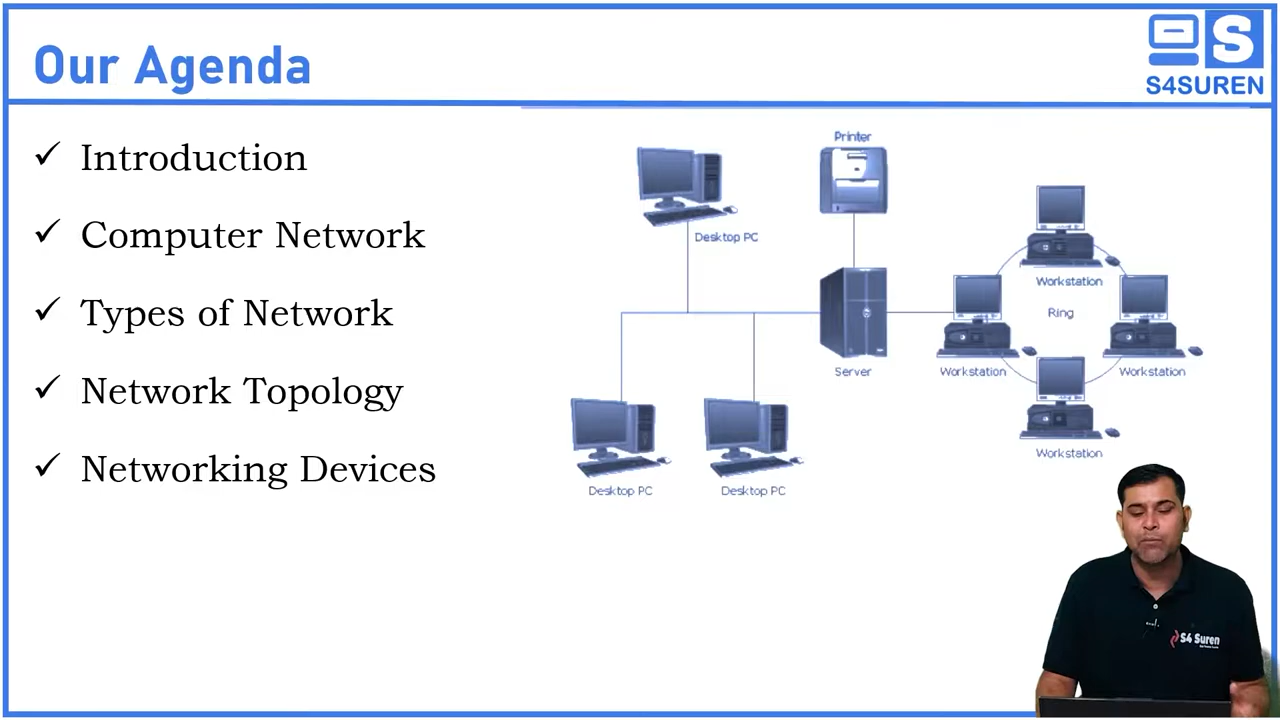 Our Agenda
S4SUREN
✓ Introduction
✓ Computer Network
✓ Types of Network
✓ Network Topology
✓ Networking Devices
Printer
Desktop PC
Workstation
Ring
Server
Workstation
Workstation
Workstation
Desktop PC
Desktop PC
S4 Suren